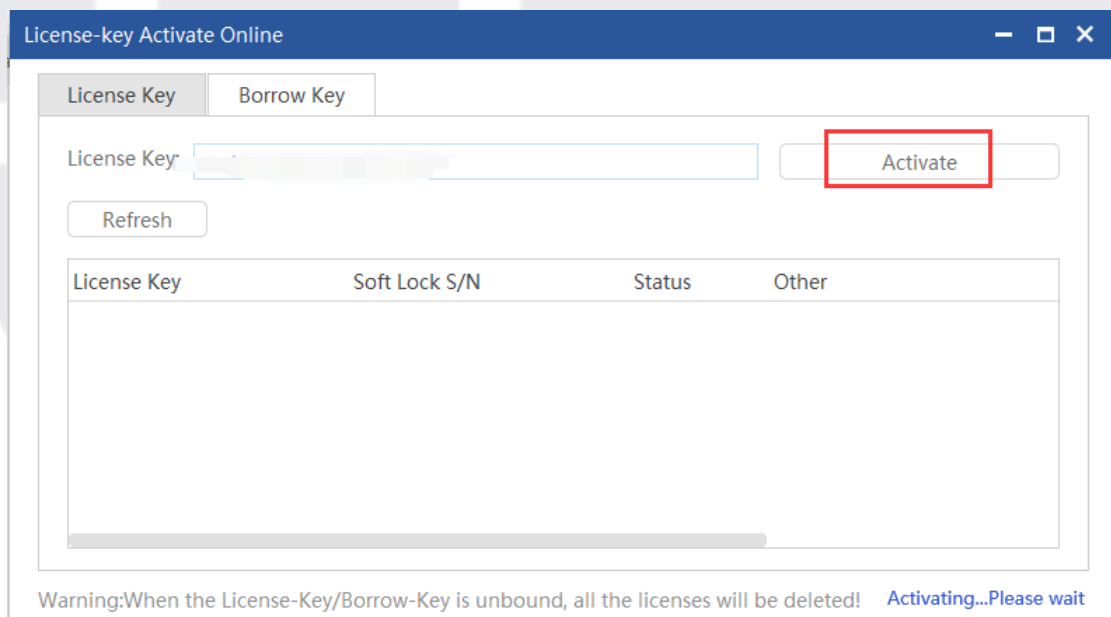 License-key Activate Online
License Key Borrow Key
License Key: Activate
Refresh
License Key Soft Lock S/N Status Other
Warning:When the License-Key/Borrow-Key is unbound, all the licenses will be deleted! Activating...Please wait